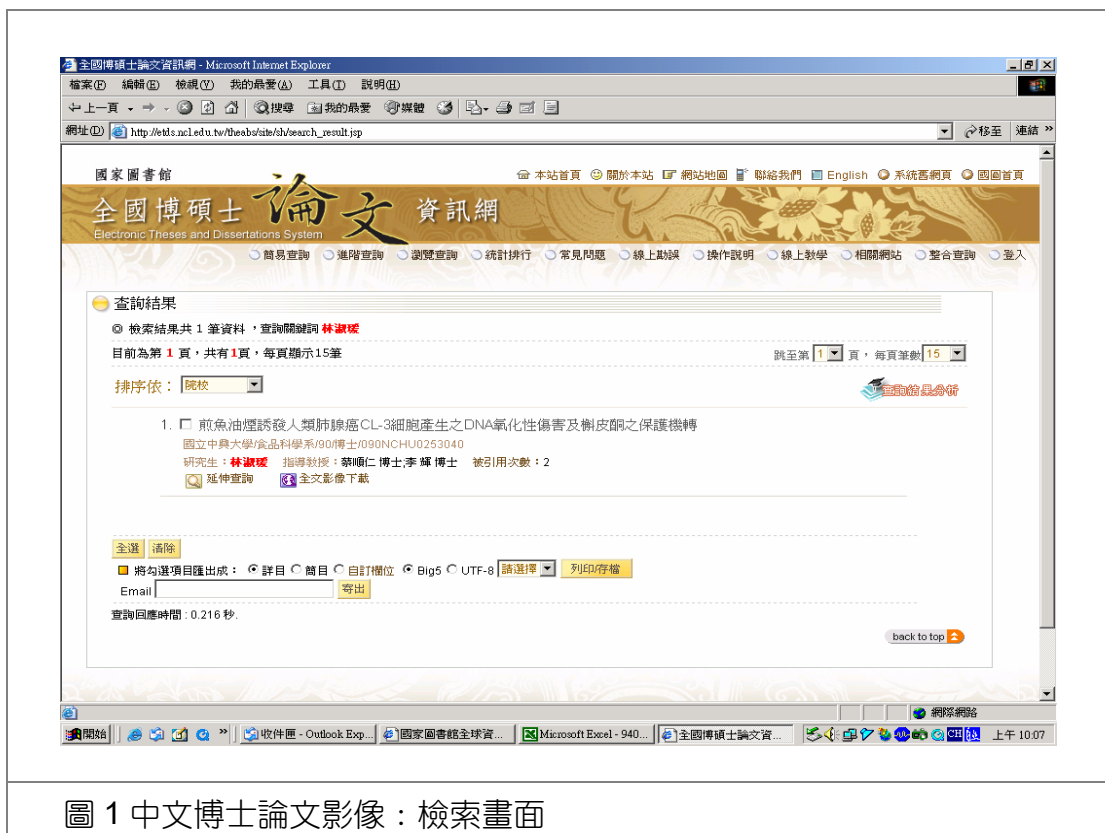 全國博碩士論文資訊網 - Microsoft Internet Explorer
檔案(F) 編輯(E) 檢視(V) 我的最愛(A) 工具(T) 說明(H)
上一頁 搜尋 我的最愛 媒體
網址(D) http://etds.ncl.edu.tw/theabs/site/sh/search_result.jsp 移至 連結 »
國家圖書館 本站首頁 關於本站 網站地圖 聯絡我們 English 系統舊網頁 國圖首頁
全國博碩士論文資訊網
Electronic Theses and Dissertations System
簡易查詢 進階查詢 瀏覽查詢 統計排行 常見問題 線上勘誤 操作說明 線上教學 相關網站 整合查詢 登入
查詢結果
◎ 檢索結果共 1 筆資料,查詢關鍵詞 林淑瑗
目前為第 1 頁,共有1頁,每頁顯示15筆 跳至第 1 頁, 每頁筆數 15
排序依: 院校 查詢結果分析
1. 煎魚油煙誘發人類肺腺癌CL-3細胞產生之DNA氧化性傷害及槲皮酮之保護機轉
國立中興大學/食品科學系/90/博士/090NCHU0253040
研究生:林淑瑗 指導教授:蔡順仁 博士;李 輝 博士 被引用次數:2
延伸查詢 全文影像下載
全選 清除
將勾選項目匯出成: 詳目 簡目 自訂欄位 Big5 UTF-8 請選擇 列印/存檔
Email 寄出
查詢回應時間 : 0.216 秒.
back to top
網際網路
開始 » 收件匣 - Outlook Exp... 國家圖書館全球資... Microsoft Excel - 940... 全國博碩士論文資... CH 上午 10:07
圖 1 中文博士論文影像:檢索畫面